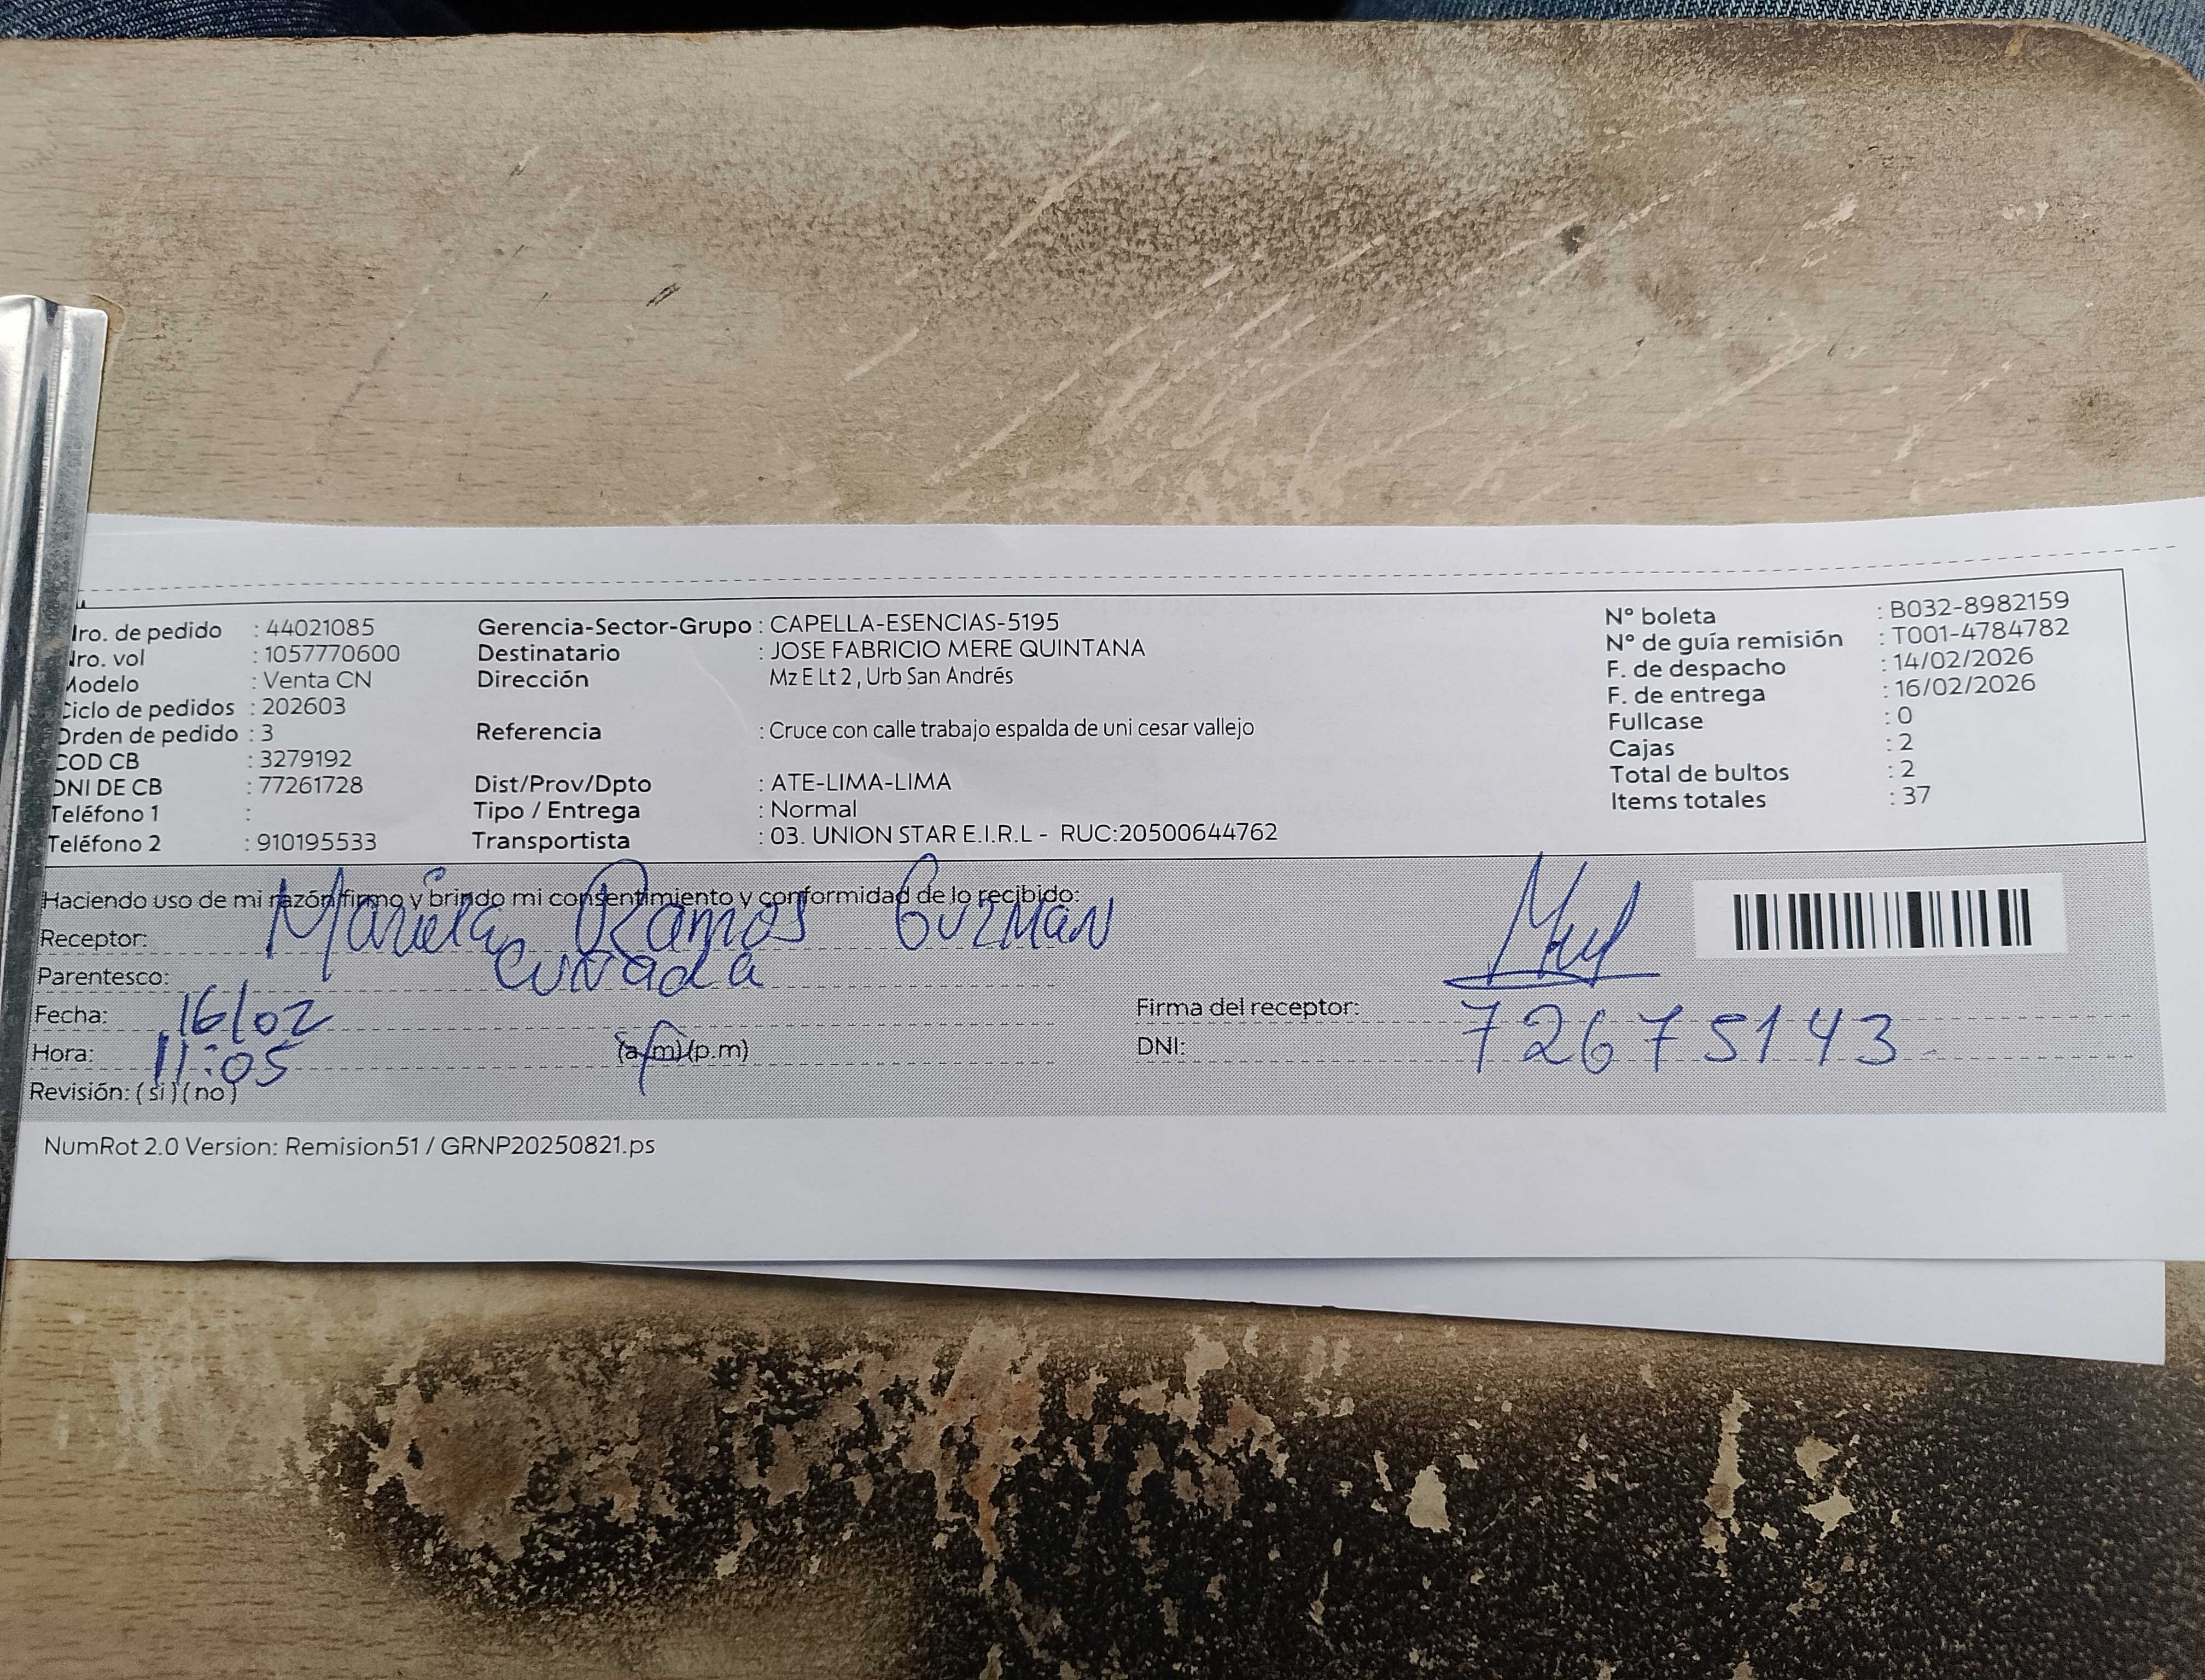 Nro. de pedido : 44021085
Nro. vol : 1057770600
Modelo : Venta CN
Ciclo de pedidos : 202603
Orden de pedido : 3
COD CB : 3279192
DNI DE CB : 77261728
Teléfono 1 :
Teléfono 2 : 910195533
Gerencia-Sector-Grupo : CAPELLA-ESENCIAS-5195
Destinatario : JOSE FABRICIO MERE QUINTANA
Dirección Mz E Lt 2 , Urb San Andrés
Referencia : Cruce con calle trabajo espalda de uni cesar vallejo
Dist/Prov/Dpto : ATE-LIMA-LIMA
Tipo / Entrega : Normal
Transportista : 03. UNION STAR E.I.R.L - RUC:20500644762
N° boleta : B032-8982159
N° de guía remisión : T001-4784782
F. de despacho : 14/02/2026
F. de entrega : 16/02/2026
Fullcase : 0
Cajas : 2
Total de bultos : 2
Items totales : 37
Haciendo uso de mi razón firmo y brindo mi consentimiento y conformidad de lo recibido:
Receptor: Mariela Ramos Guzmán
Parentesco: cuñada
Fecha: 16/02
Hora: 11:05 (a.m)(p.m)
Revisión: (si)(no)
Firma del receptor:
DNI: 72675143
NumRot 2.0 Version: Remision51 / GRNP20250821.ps